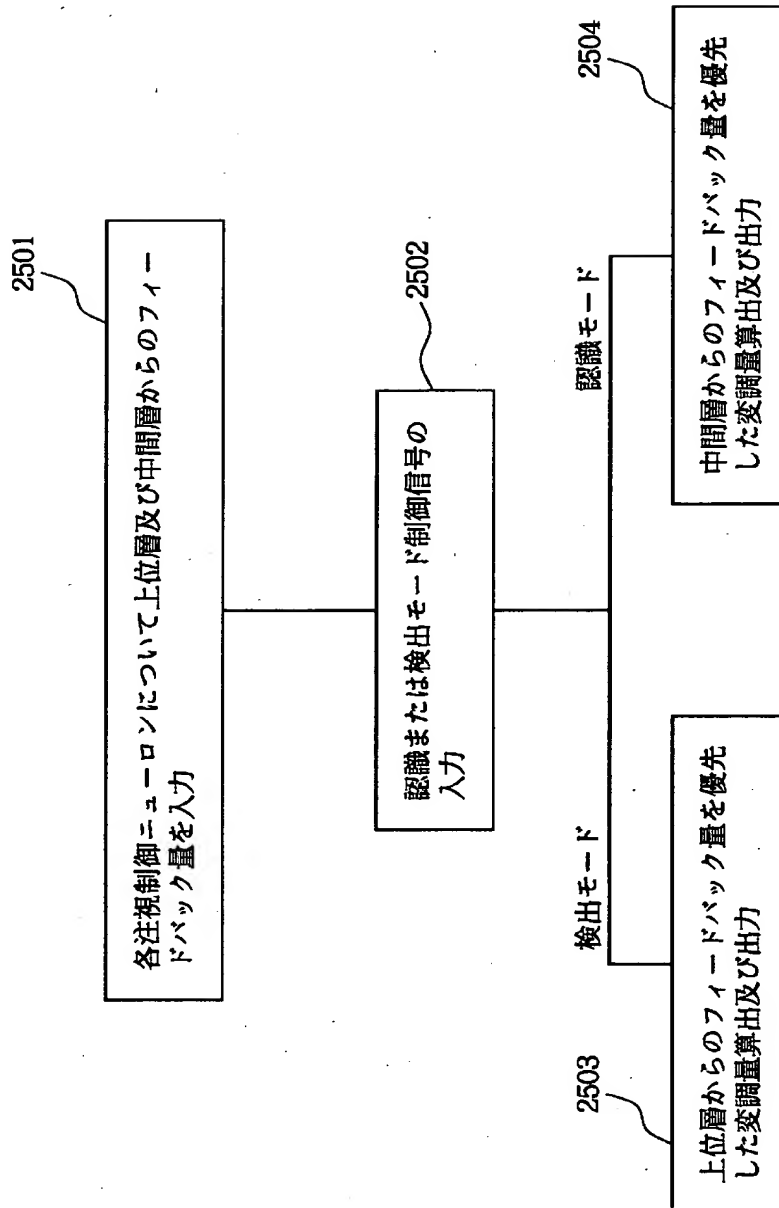 2501
各注視制御ニューロンについて上位層及び中間層からのフィー
ドバック量を入力
2502
認識または検出モード制御信号の
入力
検出モード
認識モード
2503
上位層からのフィードバック量を優先
した変調量算出及び出力
2504
中間層からのフィードバック量を優先
した変調量算出及び出力